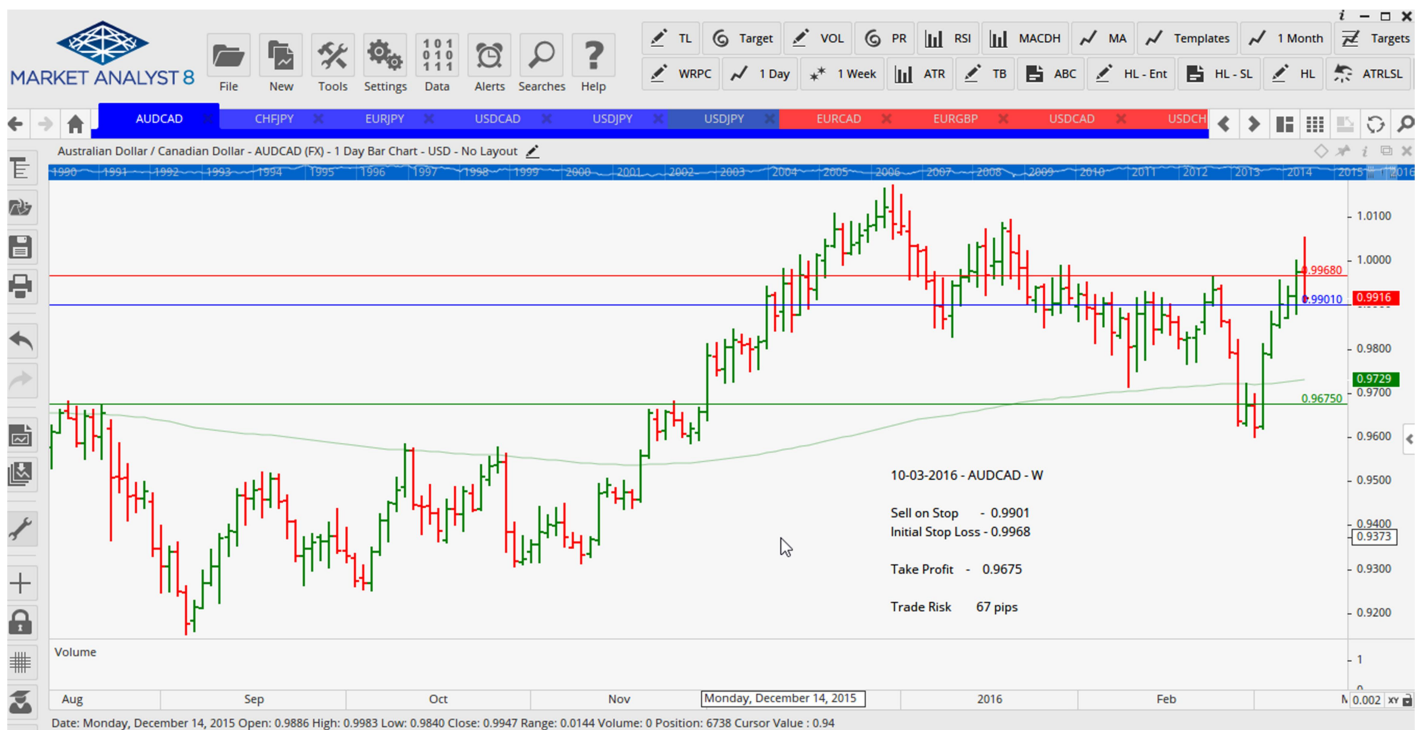 MARKET ANALYST 8
File New Tools Settings Data Alerts Searches Help
101
010
111
TL Target VOL PR RSI MACDH MA Templates 1 Month Targets
WRPC 1 Day 1 Week ATR TB ABC HL - Ent HL - SL HL ATRLSL
AUDCAD CHFJPY EURJPY USDCAD USDJPY USDJPY EURCAD EURGBP USDCAD USDCH
Australian Dollar / Canadian Dollar - AUDCAD (FX) - 1 Day Bar Chart - USD - No Layout
1990 1991 1992 1993 1994 1995 1996 1997 1998 1999 2000 2001 2002 2003 2004 2005 2006 2007 2008 2009 2010 2011 2012 2013 2014 2015 2016
1.0100
1.0000
0.99680
0.99010
0.9916
0.9800
0.9729
0.9700
0.96750
0.9600
0.9500
0.9400
0.9373
0.9300
0.9200
10-03-2016 - AUDCAD - W
Sell on Stop - 0.9901
Initial Stop Loss - 0.9968
Take Profit - 0.9675
Trade Risk 67 pips
Volume
1
Aug Sep Oct Nov Monday, December 14, 2015 2016 Feb
0.002 XY
Date: Monday, December 14, 2015 Open: 0.9886 High: 0.9983 Low: 0.9840 Close: 0.9947 Range: 0.0144 Volume: 0 Position: 6738 Cursor Value : 0.94